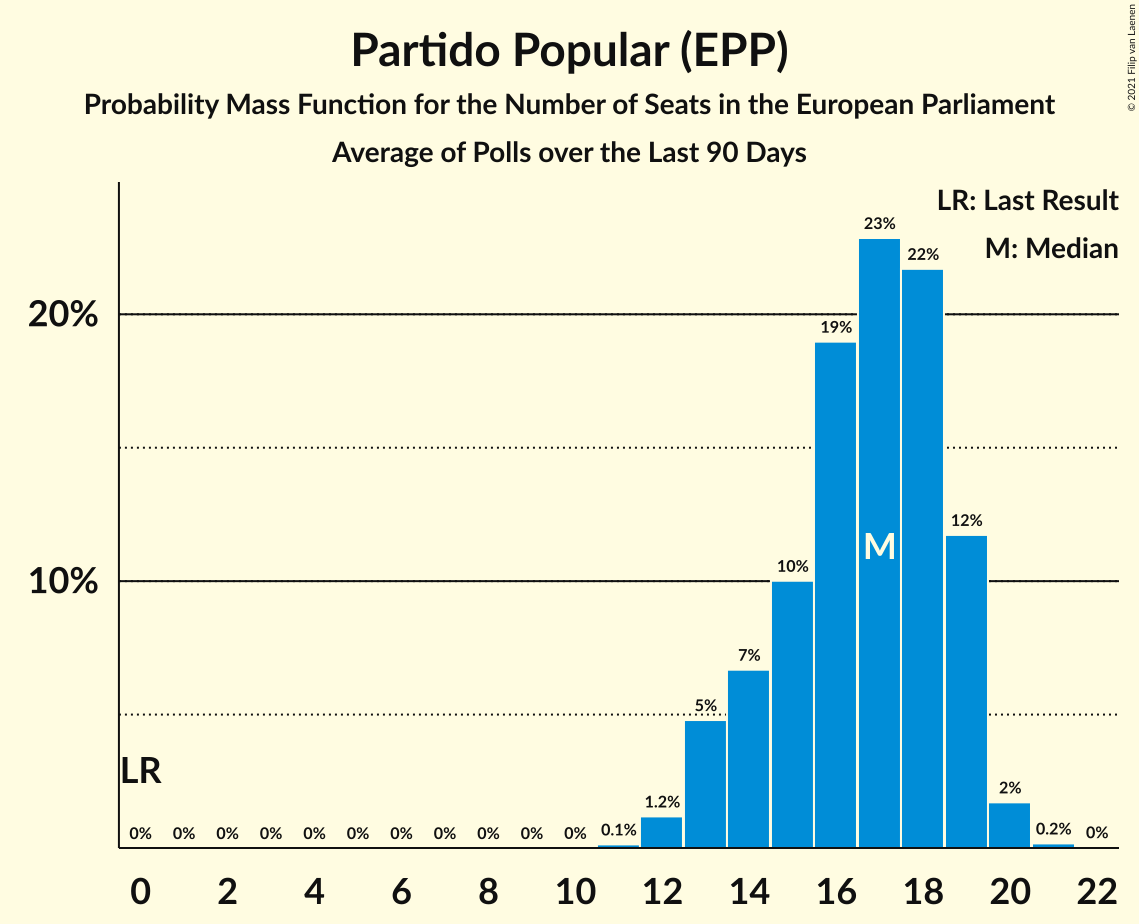 Partido Popular (EPP)
Probability Mass Function for the Number of Seats in the European Parliament
Average of Polls over the Last 90 Days
© 2021 Filip van Laenen
LR: Last Result
M: Median
20%
10%
LR
M
0% 0% 0% 0% 0% 0% 0% 0% 0% 0% 0% 0.1% 1.2% 5% 7% 10% 19% 23% 22% 12% 2% 0.2% 0%
0 2 4 6 8 10 12 14 16 18 20 22